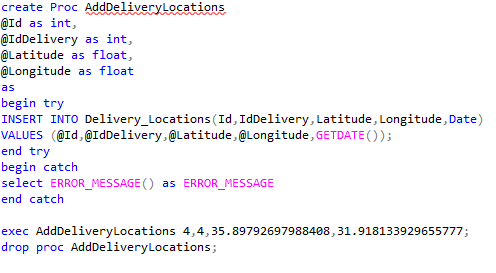 create Proc AddDeliveryLocations
@Id as int,
@IdDelivery as int,
@Latitude as float,
@Longitude as float
as
begin try
INSERT INTO Delivery_Locations(Id,IdDelivery,Latitude,Longitude,Date)
VALUES (@Id,@IdDelivery,@Latitude,@Longitude,GETDATE());
end try
begin catch
select ERROR_MESSAGE() as ERROR_MESSAGE
end catch
exec AddDeliveryLocations 4,4,35.89792697988408,31.918133929655777;
drop proc AddDeliveryLocations;